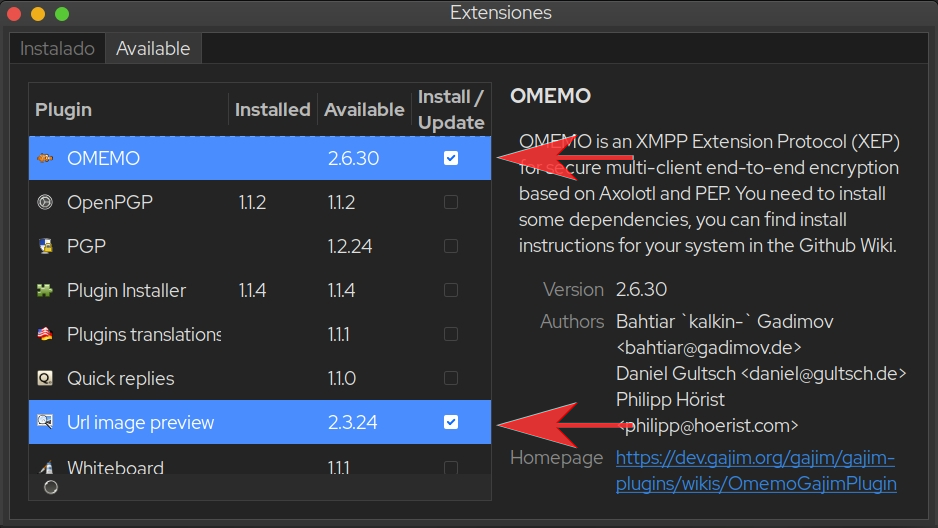 Extensiones
Instalado Available
Plugin Installed Available Install /
Update
OMEMO 2.6.30
OpenPGP 1.1.2 1.1.2
PGP 1.2.24
Plugin Installer 1.1.4 1.1.4
Plugins translations 1.1.1
Quick replies 1.1.0
Url image preview 2.3.24
Whiteboard 1.1.1
OMEMO
OMEMO is an XMPP Extension Protocol (XEP)
for secure multi-client end-to-end encryption
based on Axolotl and PEP. You need to install
some dependencies, you can find install
instructions for your system in the Github Wiki.
Version 2.6.30
Authors Bahtiar `kalkin-` Gadimov
<bahtiar@gadimov.de>
Daniel Gultsch <daniel@gultsch.de>
Philipp Hörist
<philipp@hoerist.com>
Homepage https://dev.gajim.org/gajim/gajim-
plugins/wikis/OmemoGajimPlugin